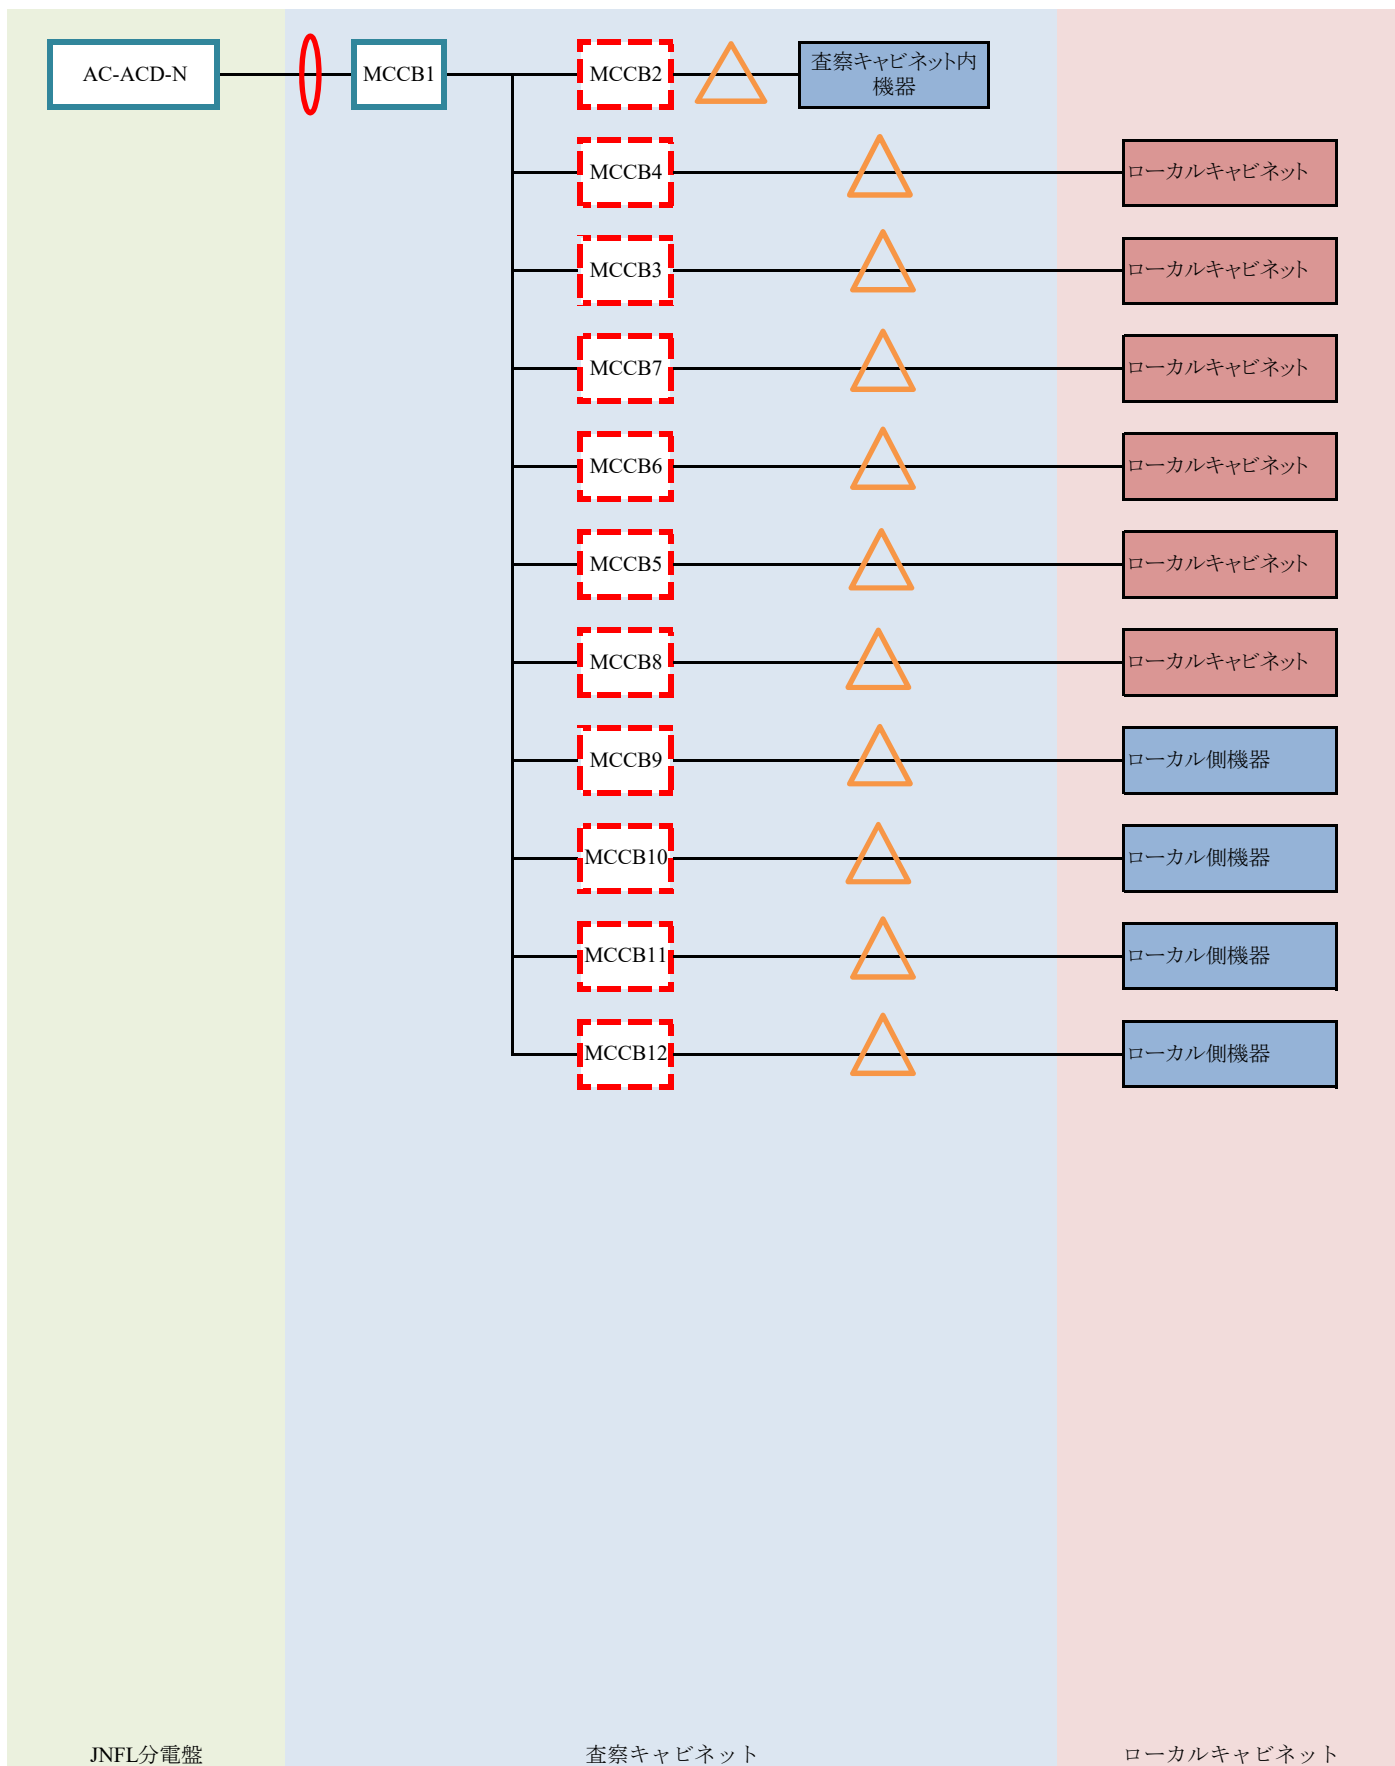 AC-ACD-N
MCCB1
MCCB2
査察キャビネット内
機器
MCCB4
ローカルキャビネット
MCCB3
ローカルキャビネット
MCCB7
ローカルキャビネット
MCCB6
ローカルキャビネット
MCCB5
ローカルキャビネット
MCCB8
ローカルキャビネット
MCCB9
ローカル側機器
MCCB10
ローカル側機器
MCCB11
ローカル側機器
MCCB12
ローカル側機器
JNFL分電盤
査察キャビネット
ローカルキャビネット